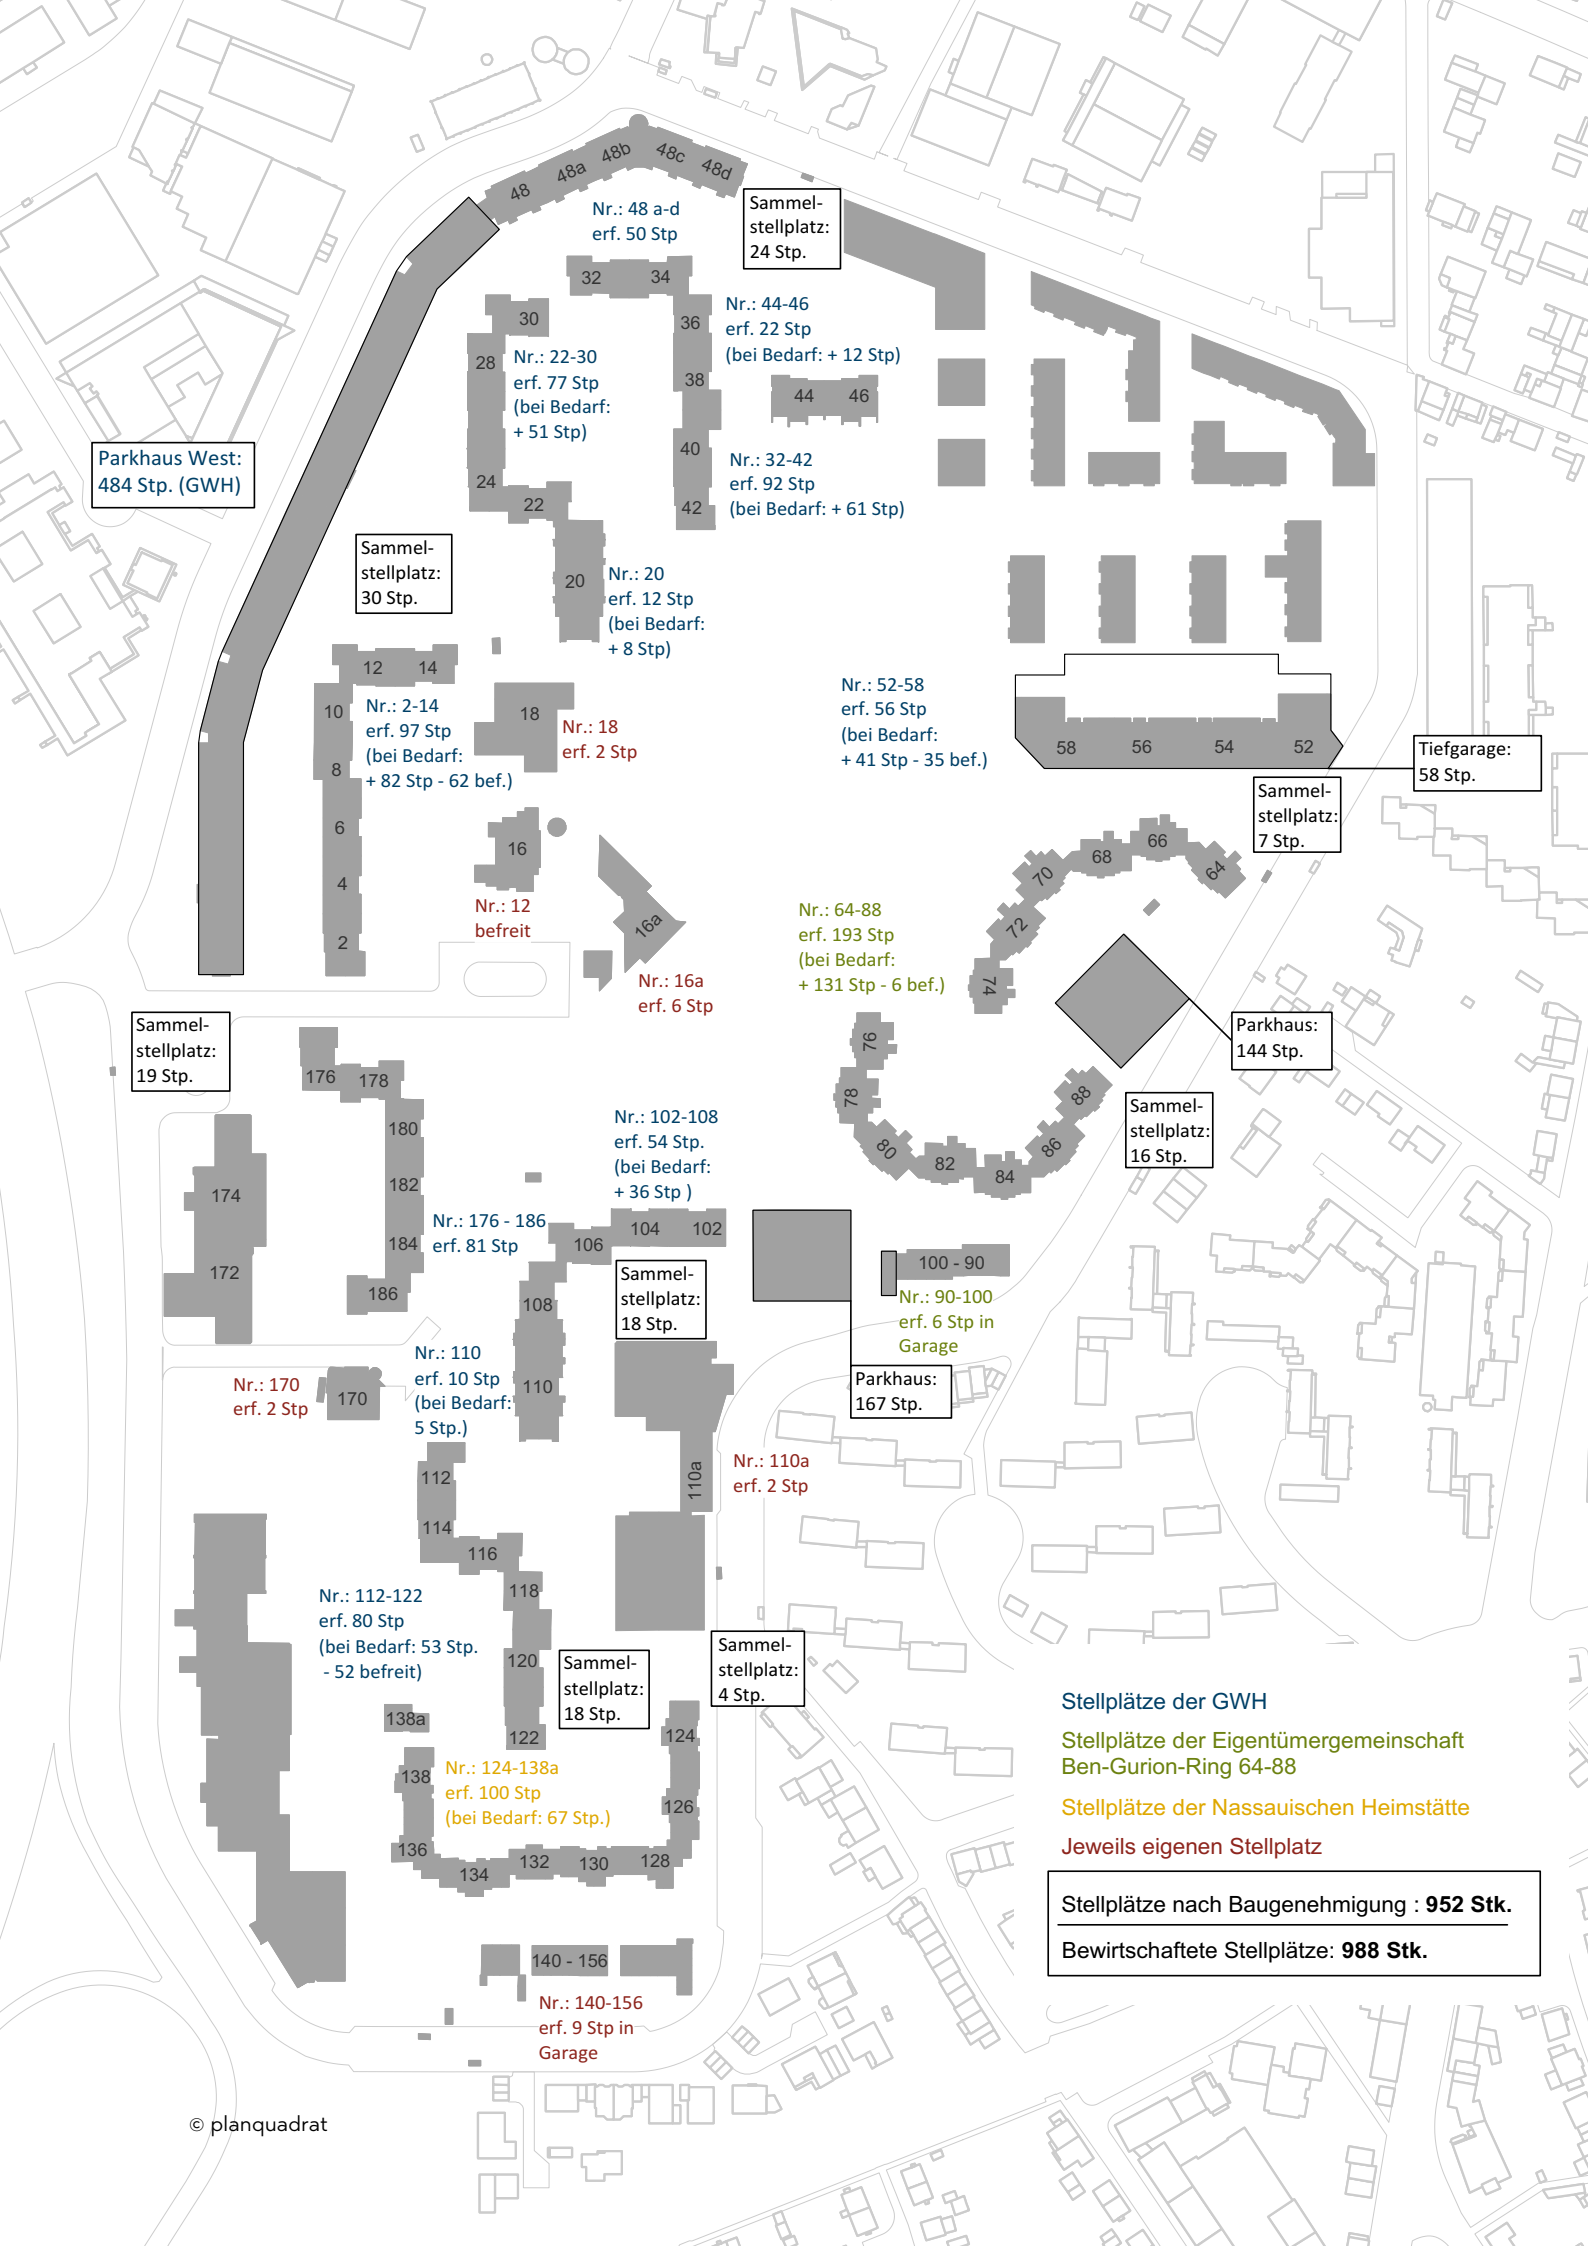 48
48a
48b
48c
48d
Nr.: 48 a-d
erf. 50 Stp
Sammel-
stellplatz:
24 Stp.
32
34
30
28
36
38
Nr.: 44-46
erf. 22 Stp
(bei Bedarf: + 12 Stp)
Nr.: 22-30
erf. 77 Stp
(bei Bedarf:
+ 51 Stp)
44
46
Parkhaus West:
484 Stp. (GWH)
24
22
40
42
Nr.: 32-42
erf. 92 Stp
(bei Bedarf: + 61 Stp)
Sammel-
stellplatz:
30 Stp.
20
Nr.: 20
erf. 12 Stp
(bei Bedarf:
+ 8 Stp)
12
14
10
8
6
4
2
Nr.: 2-14
erf. 97 Stp
(bei Bedarf:
+ 82 Stp - 62 bef.)
18
Nr.: 18
erf. 2 Stp
Nr.: 52-58
erf. 56 Stp
(bei Bedarf:
+ 41 Stp - 35 bef.)
58
56
54
52
Tiefgarage:
58 Stp.
Sammel-
stellplatz:
7 Stp.
16
Nr.: 12
befreit
16a
Nr.: 16a
erf. 6 Stp
Nr.: 64-88
erf. 193 Stp
(bei Bedarf:
+ 131 Stp - 6 bef.)
64
66
68
70
72
74
76
78
80
82
84
86
88
Parkhaus:
144 Stp.
Sammel-
stellplatz:
16 Stp.
Sammel-
stellplatz:
19 Stp.
176
178
180
182
184
186
174
172
Nr.: 176 - 186
erf. 81 Stp
Nr.: 102-108
erf. 54 Stp.
(bei Bedarf:
+ 36 Stp )
106
104
102
108
110
Sammel-
stellplatz:
18 Stp.
100 - 90
Nr.: 90-100
erf. 6 Stp in
Garage
Parkhaus:
167 Stp.
Nr.: 170
erf. 2 Stp
170
Nr.: 110
erf. 10 Stp
(bei Bedarf:
5 Stp.)
110a
Nr.: 110a
erf. 2 Stp
112
114
116
118
120
122
Nr.: 112-122
erf. 80 Stp
(bei Bedarf: 53 Stp.
- 52 befreit)
Sammel-
stellplatz:
18 Stp.
Sammel-
stellplatz:
4 Stp.
138a
138
136
134
132
130
128
126
124
Nr.: 124-138a
erf. 100 Stp
(bei Bedarf: 67 Stp.)
140 - 156
Nr.: 140-156
erf. 9 Stp in
Garage
Stellplätze der GWH
Stellplätze der Eigentümergemeinschaft
Ben-Gurion-Ring 64-88
Stellplätze der Nassauischen Heimstätte
Jeweils eigenen Stellplatz
Stellplätze nach Baugenehmigung : 952 Stk.
Bewirtschaftete Stellplätze: 988 Stk.
© planquadrat